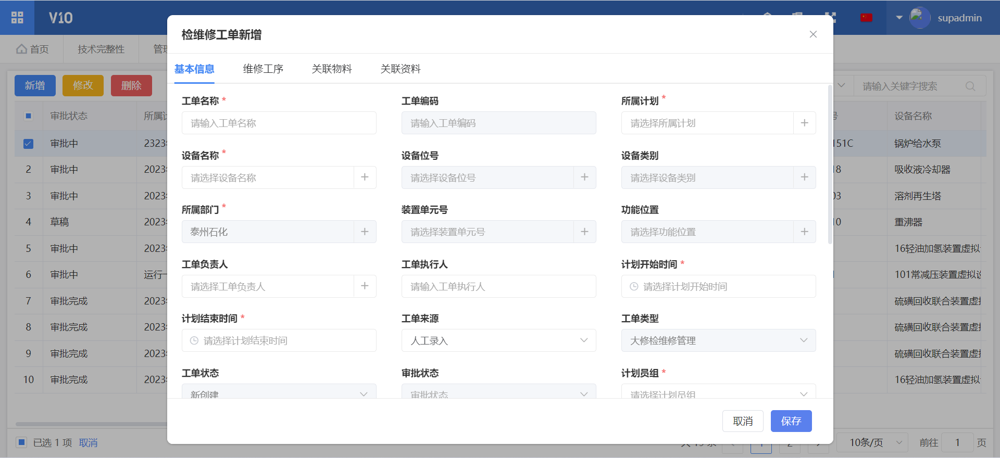 V10
supadmin
首页
技术完整性
新增
修改
删除
请输入关键字搜索
审批状态
设备名称
审批中
151C
锅炉给水泵
2
审批中
吸收液冷却器
3
审批中
溶剂再生塔
4
草稿
重沸器
5
审批中
16轻油加氢装置虚拟
6
审批中
运行
101常减压装置虚拟
7
审批完成
硫磺回收联合装置虚
8
审批完成
硫磺回收联合装置虚
9
审批完成
硫磺回收联合装置虚
10
审批完成
16轻油加氢装置虚拟
已选 1 项 取消
10条/页
前往 1 页
检维修工单新增
基本信息
维修工序
关联物料
关联资料
工单名称 *
工单编码
所属计划 *
请输入工单名称
请输入工单编码
请选择所属计划
设备名称 *
设备位号
设备类别
请选择设备名称
请选择设备位号
请选择设备类别
所属部门 *
装置单元号
功能位置
泰州石化
请选择装置单元号
请选择功能位置
工单负责人
工单执行人
计划开始时间 *
请选择工单负责人
请输入工单执行人
请选择计划开始时间
计划结束时间 *
工单来源
工单类型
请选择计划结束时间
人工录入
大修检维修管理
工单状态
审批状态
计划员组 *
新创建
审批状态
请选择计划员组
取消
保存